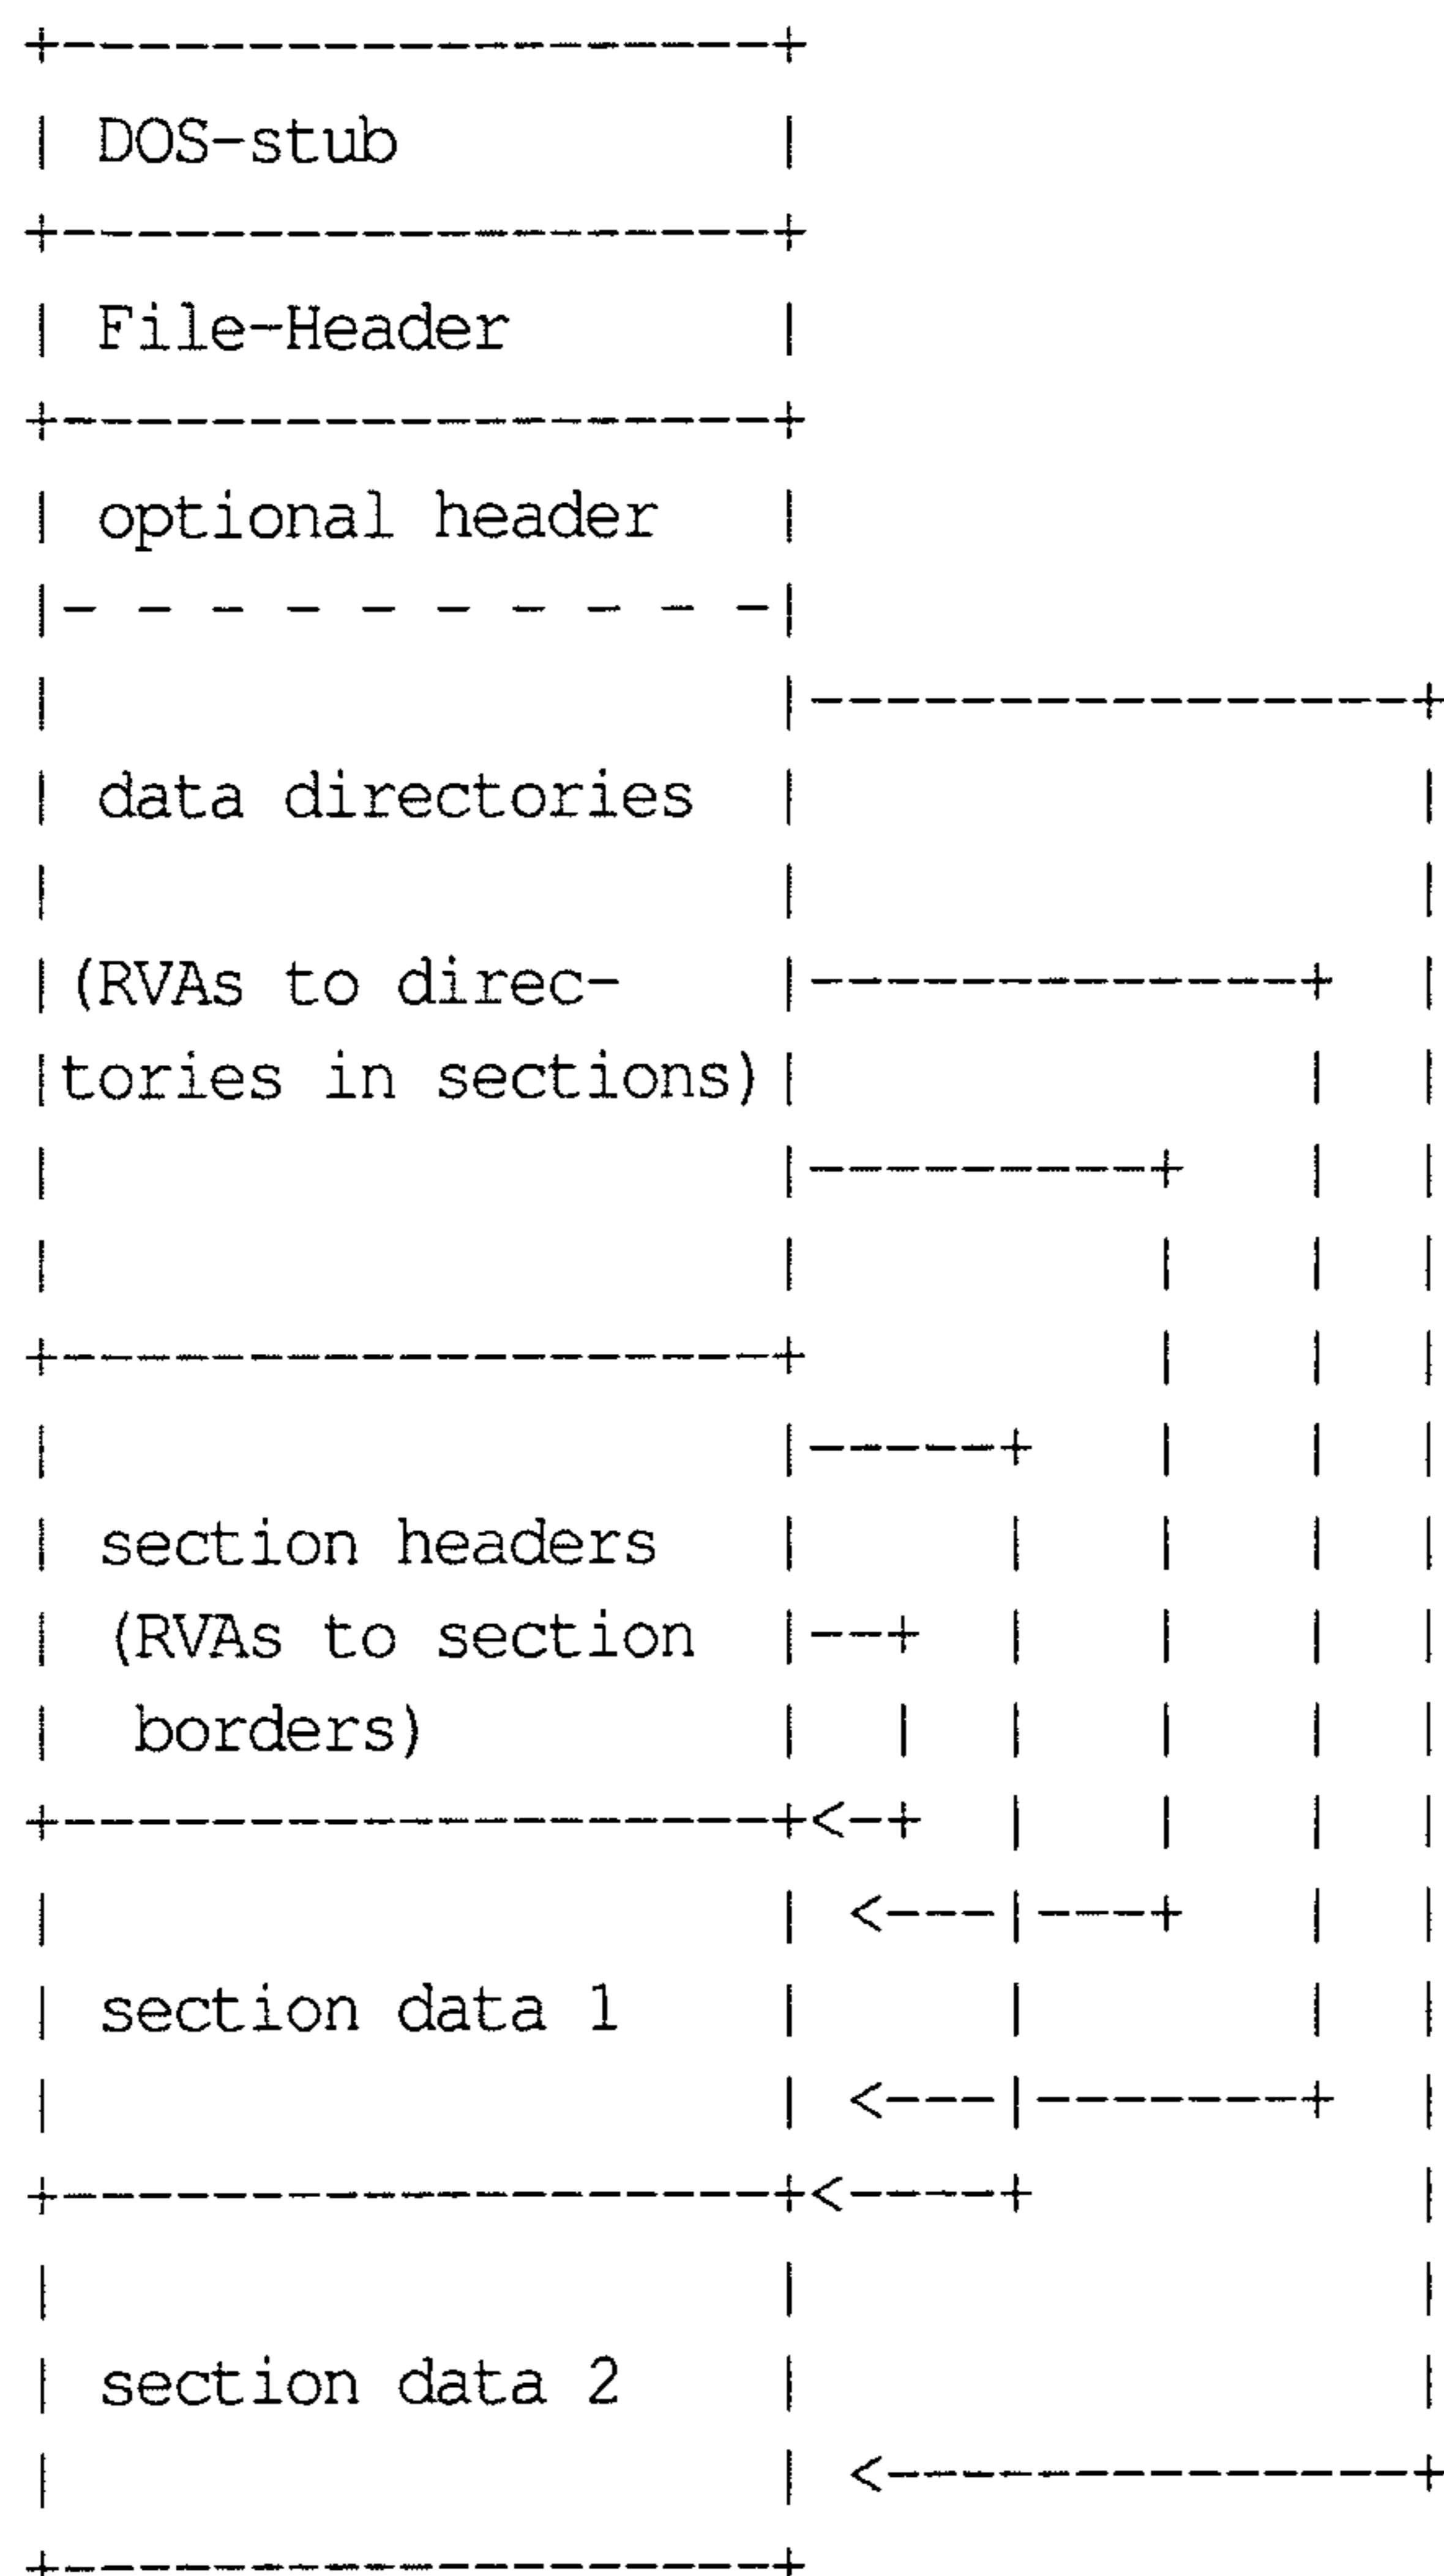 DOS-stub
File-Header
optional header
data directories
(RVAs to direc-
tories in sections)
section headers
(RVAs to section
borders)
section data 1
section data 2